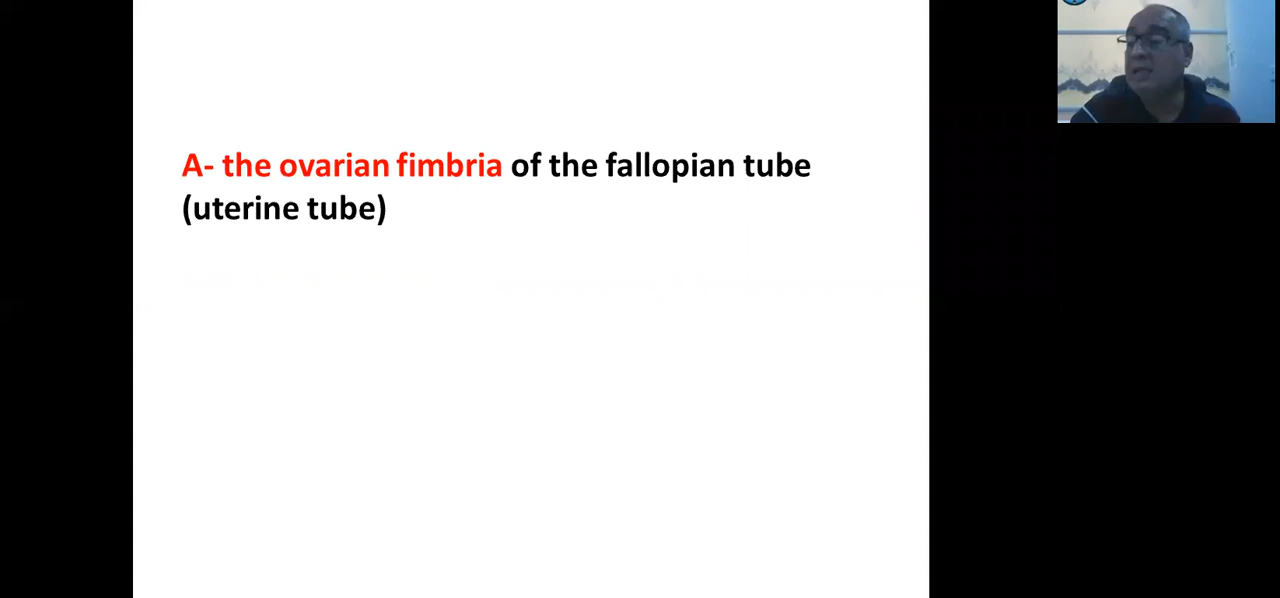 A- the ovarian fimbria of the fallopian tube
(uterine tube)